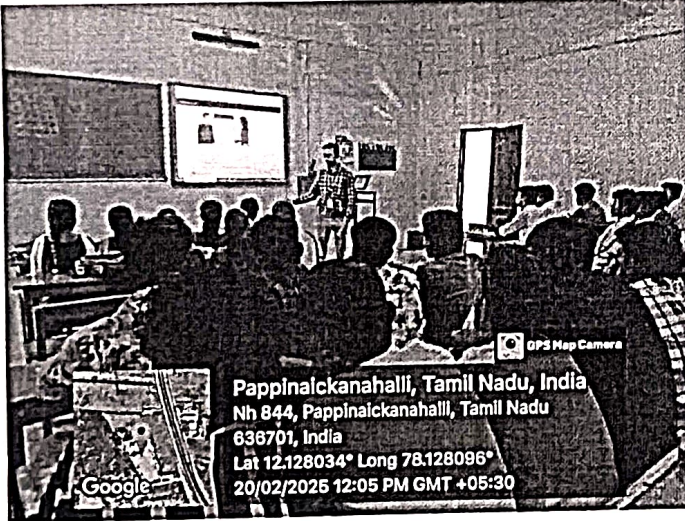 GPS Map Camera
Pappinaickanahalli, Tamil Nadu, India
Nh 844, Pappinaickanahalli, Tamil Nadu
636701, India
Lat 12.128034° Long 78.128096°
20/02/2025 12:05 PM GMT +05:30
Google